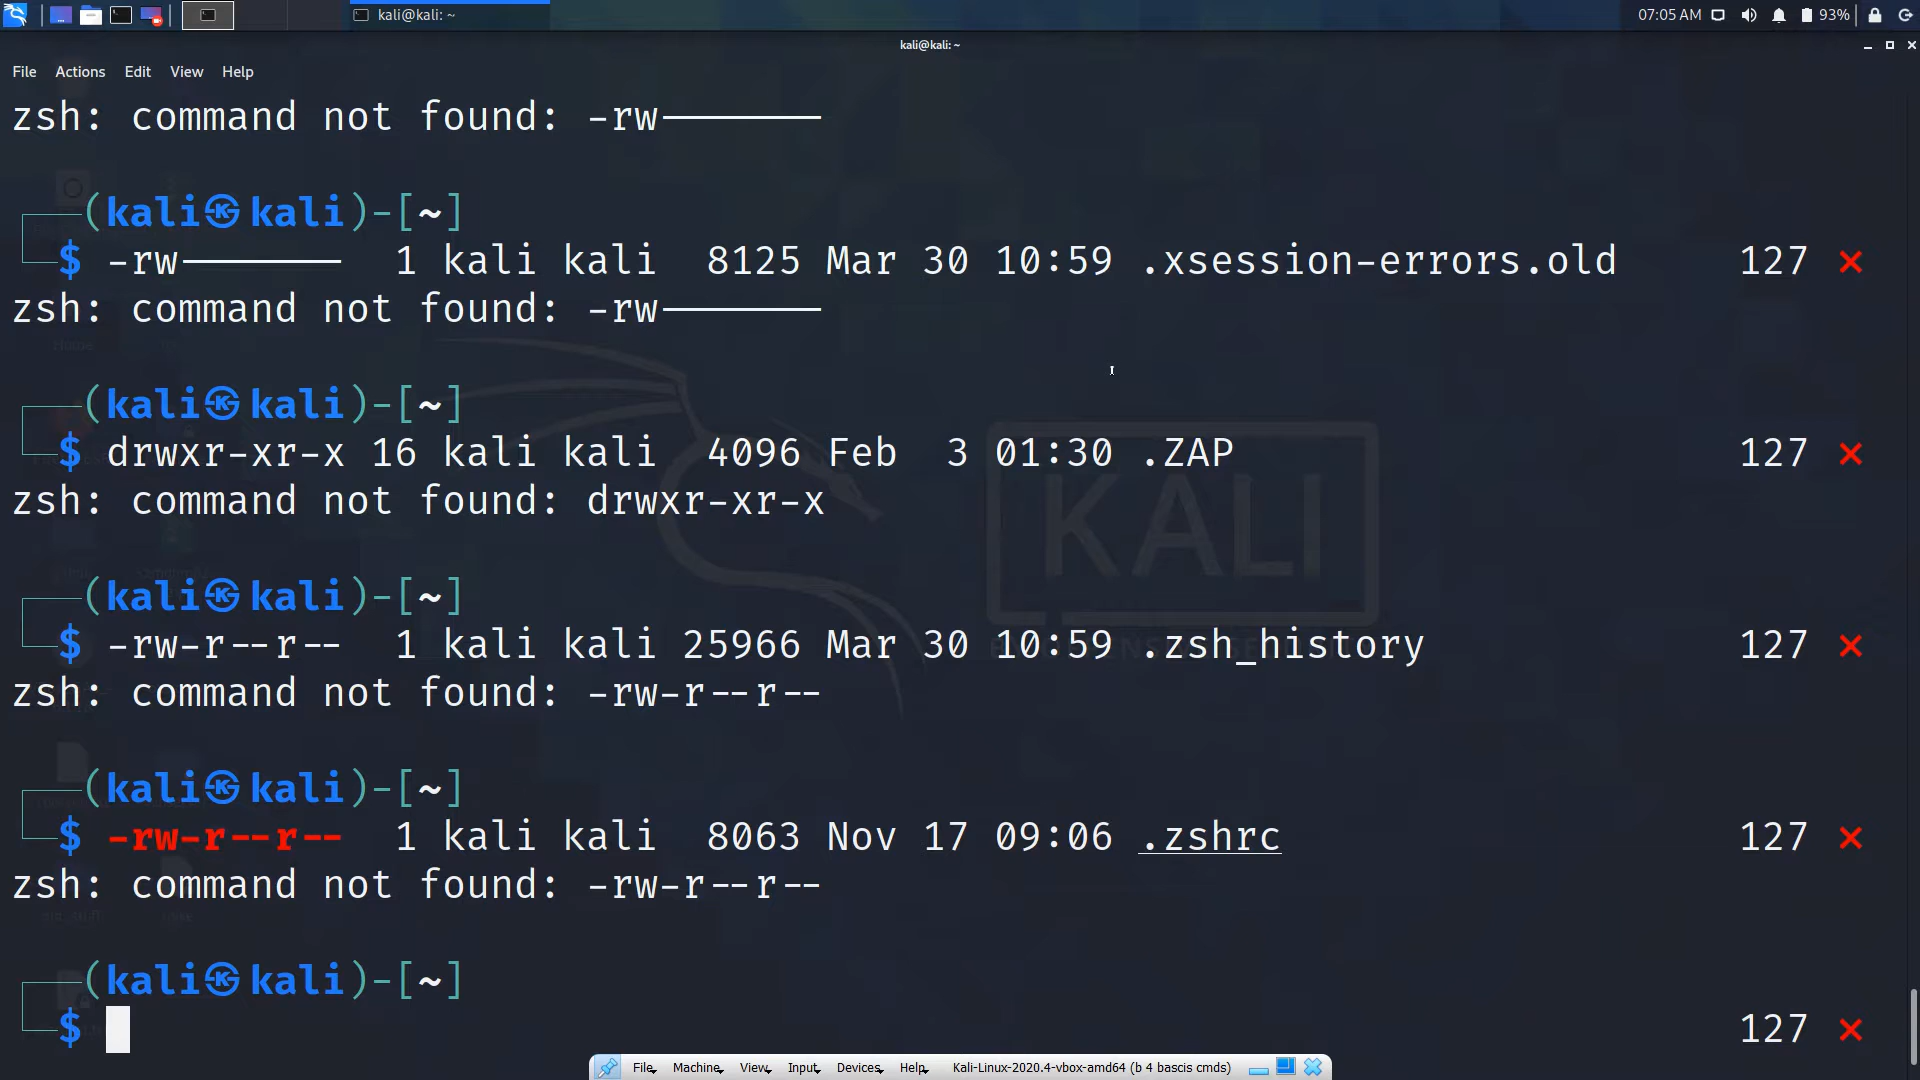 kali@kali: ~
07:05 AM
93%
kali@kali: ~
File Actions Edit View Help
zsh: command not found: -rw-------
(kali㉿kali)-[~]
$ -rw------- 1 kali kali 8125 Mar 30 10:59 .xsession-errors.old 127 ⨯
zsh: command not found: -rw-------
(kali㉿kali)-[~]
$ drwxr-xr-x 16 kali kali 4096 Feb 3 01:30 .ZAP 127 ⨯
zsh: command not found: drwxr-xr-x
(kali㉿kali)-[~]
$ -rw-r--r-- 1 kali kali 25966 Mar 30 10:59 .zsh_history 127 ⨯
zsh: command not found: -rw-r--r--
(kali㉿kali)-[~]
$ -rw-r--r-- 1 kali kali 8063 Nov 17 09:06 .zshrc 127 ⨯
zsh: command not found: -rw-r--r--
(kali㉿kali)-[~]
$ 127 ⨯
KALI
Home
File Machine View Input Devices Help Kali-Linux-2020.4-vbox-amd64 (b 4 bascis cmds)